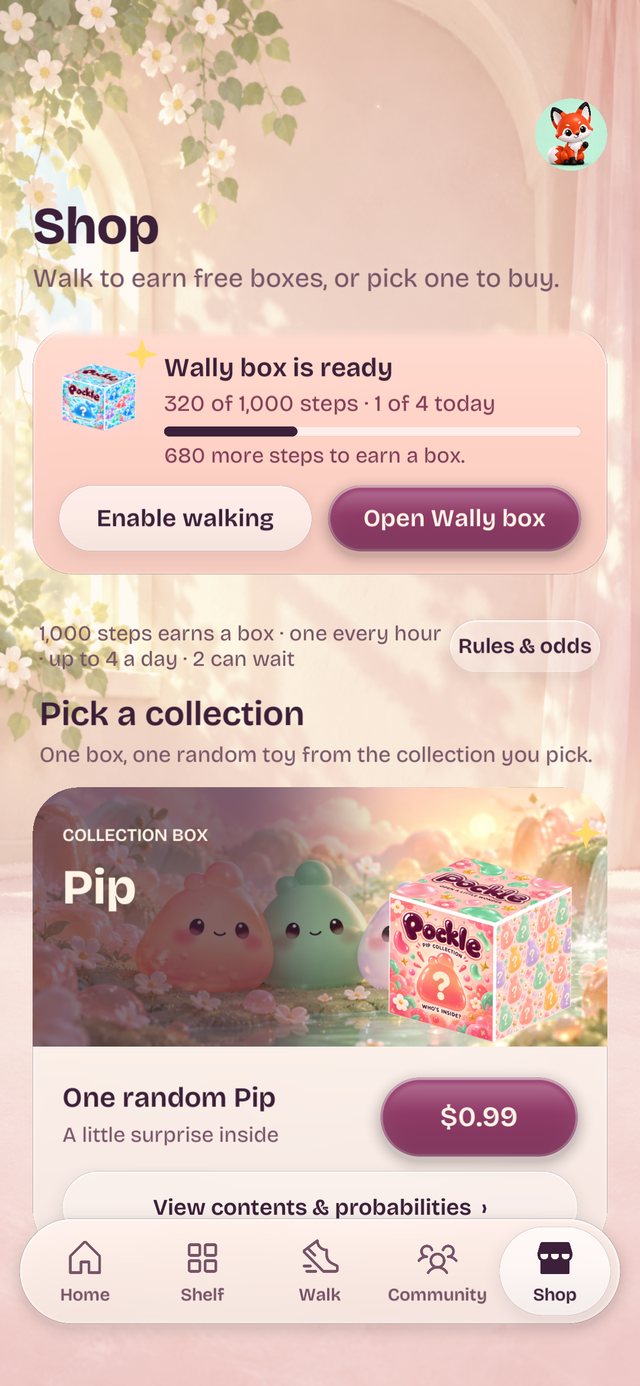 Shop
Walk to earn free boxes, or pick one to buy.
Pockle
?
Wally box is ready
320 of 1,000 steps · 1 of 4 today
680 more steps to earn a box.
Enable walking
Open Wally box
1,000 steps earns a box · one every hour
· up to 4 a day · 2 can wait
Rules & odds
Pick a collection
One box, one random toy from the collection you pick.
COLLECTION BOX
Pip
Pockle
Pockle
PIP COLLECTION
?
WHO'S INSIDE?
One random Pip
A little surprise inside
$0.99
View contents & probabilities ›
Home
Shelf
Walk
Community
Shop